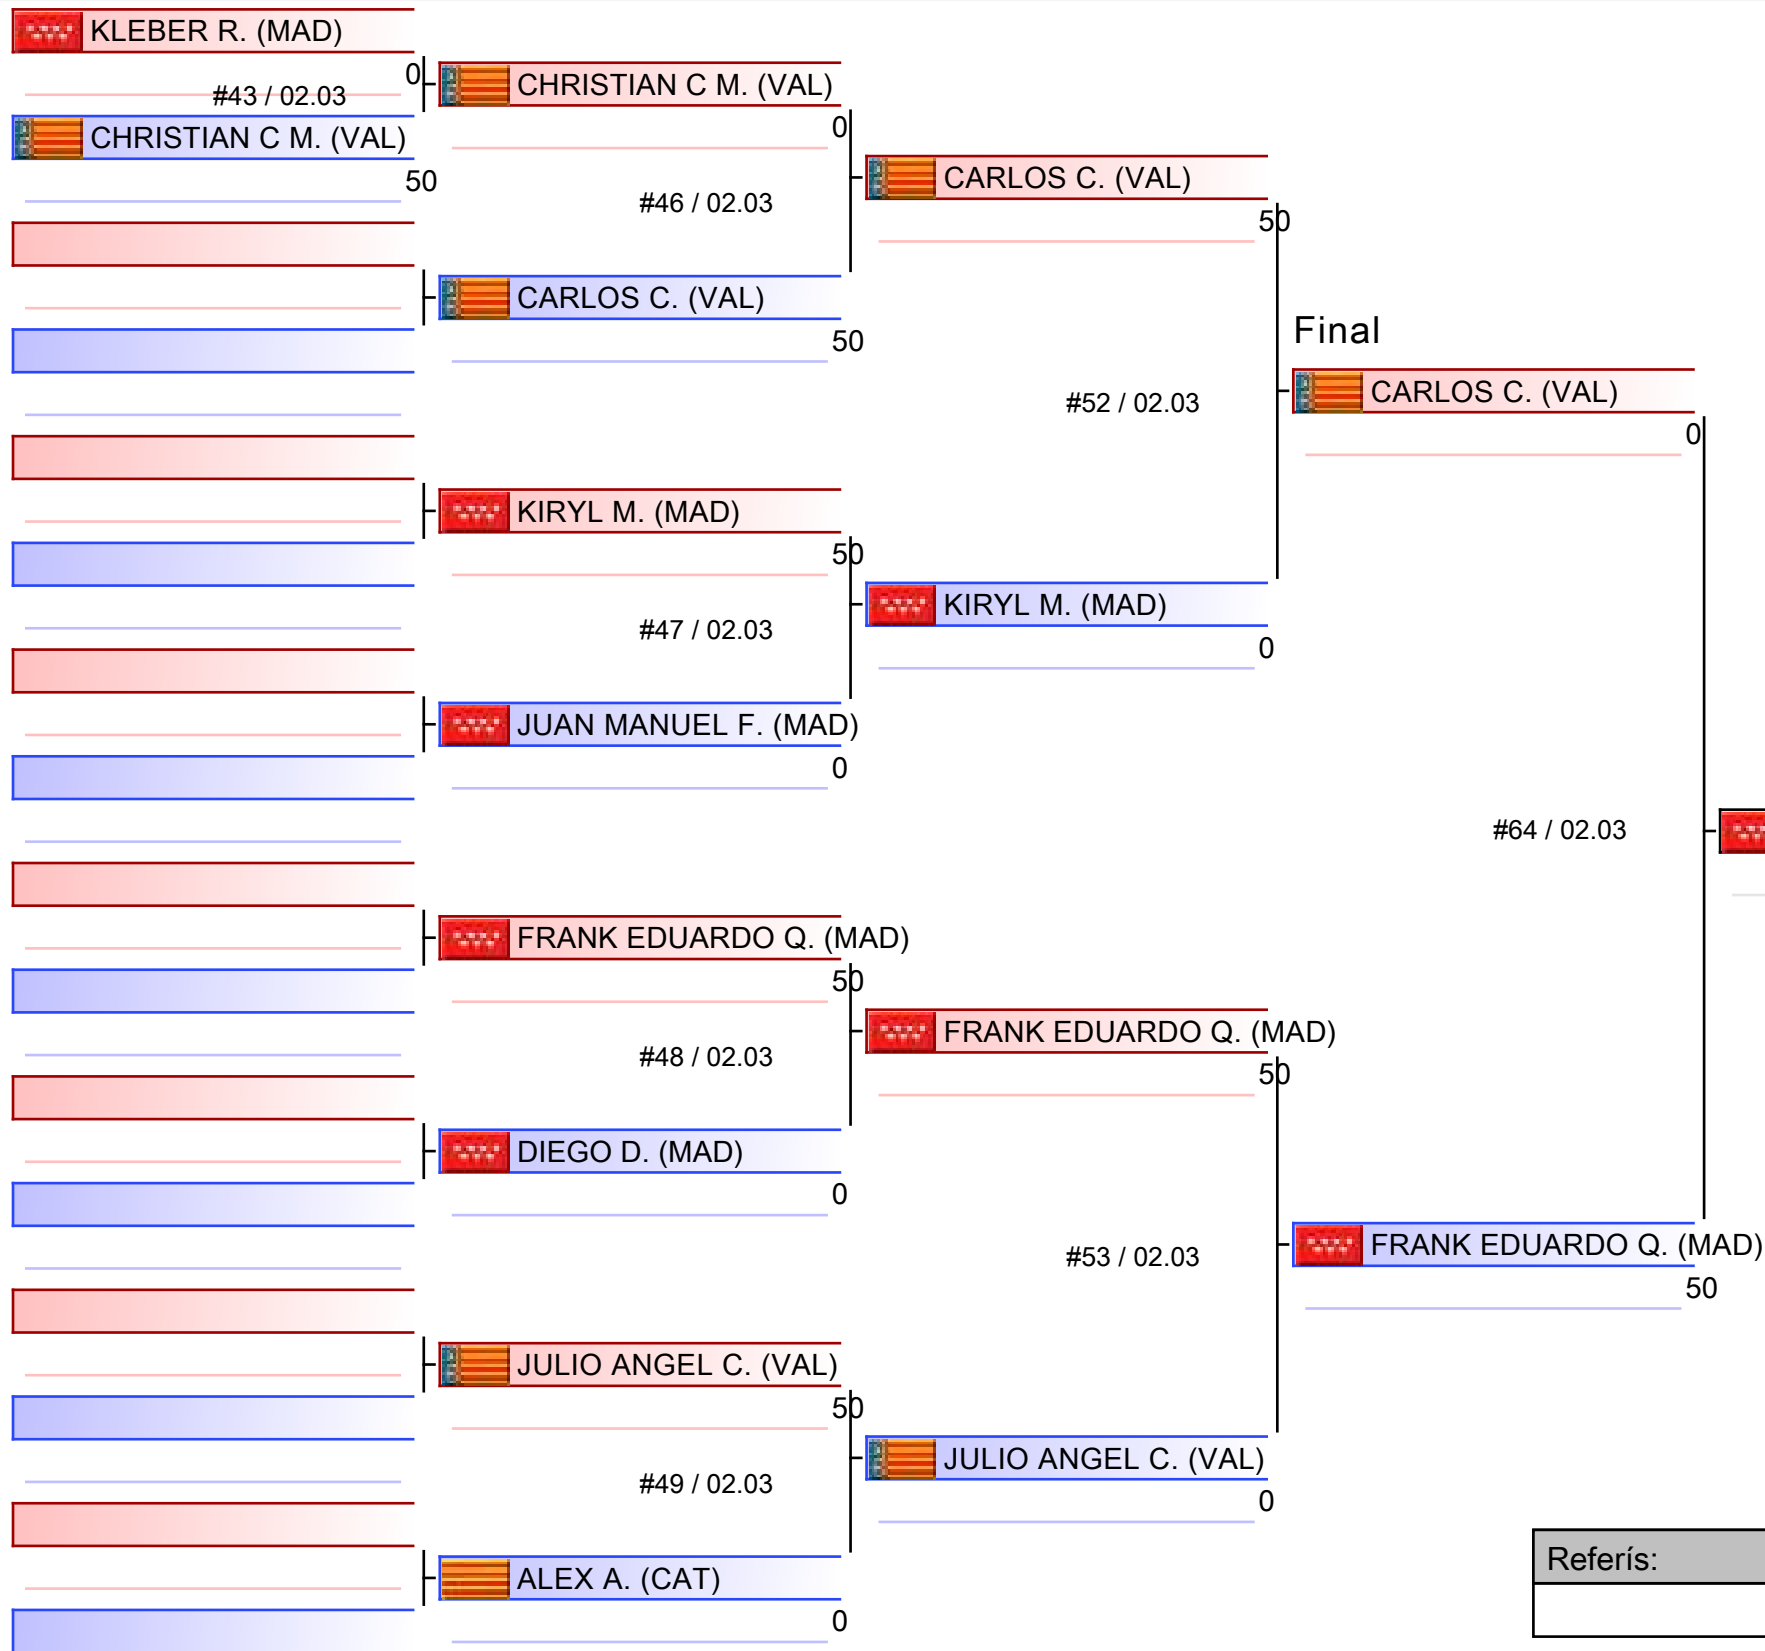 KLEBER R. (MAD)
0
#43 / 02.03
CHRISTIAN C M. (VAL)
50
CHRISTIAN C M. (VAL)
0
#46 / 02.03
CARLOS C. (VAL)
50
KIRYL M. (MAD)
50
#47 / 02.03
JUAN MANUEL F. (MAD)
0
FRANK EDUARDO Q. (MAD)
50
#48 / 02.03
DIEGO D. (MAD)
0
JULIO ANGEL C. (VAL)
50
#49 / 02.03
ALEX A. (CAT)
0
CARLOS C. (VAL)
50
#52 / 02.03
KIRYL M. (MAD)
0
FRANK EDUARDO Q. (MAD)
50
#53 / 02.03
JULIO ANGEL C. (VAL)
0
Final
CARLOS C. (VAL)
0
#64 / 02.03
FRANK EDUARDO Q. (MAD)
50
Referís: